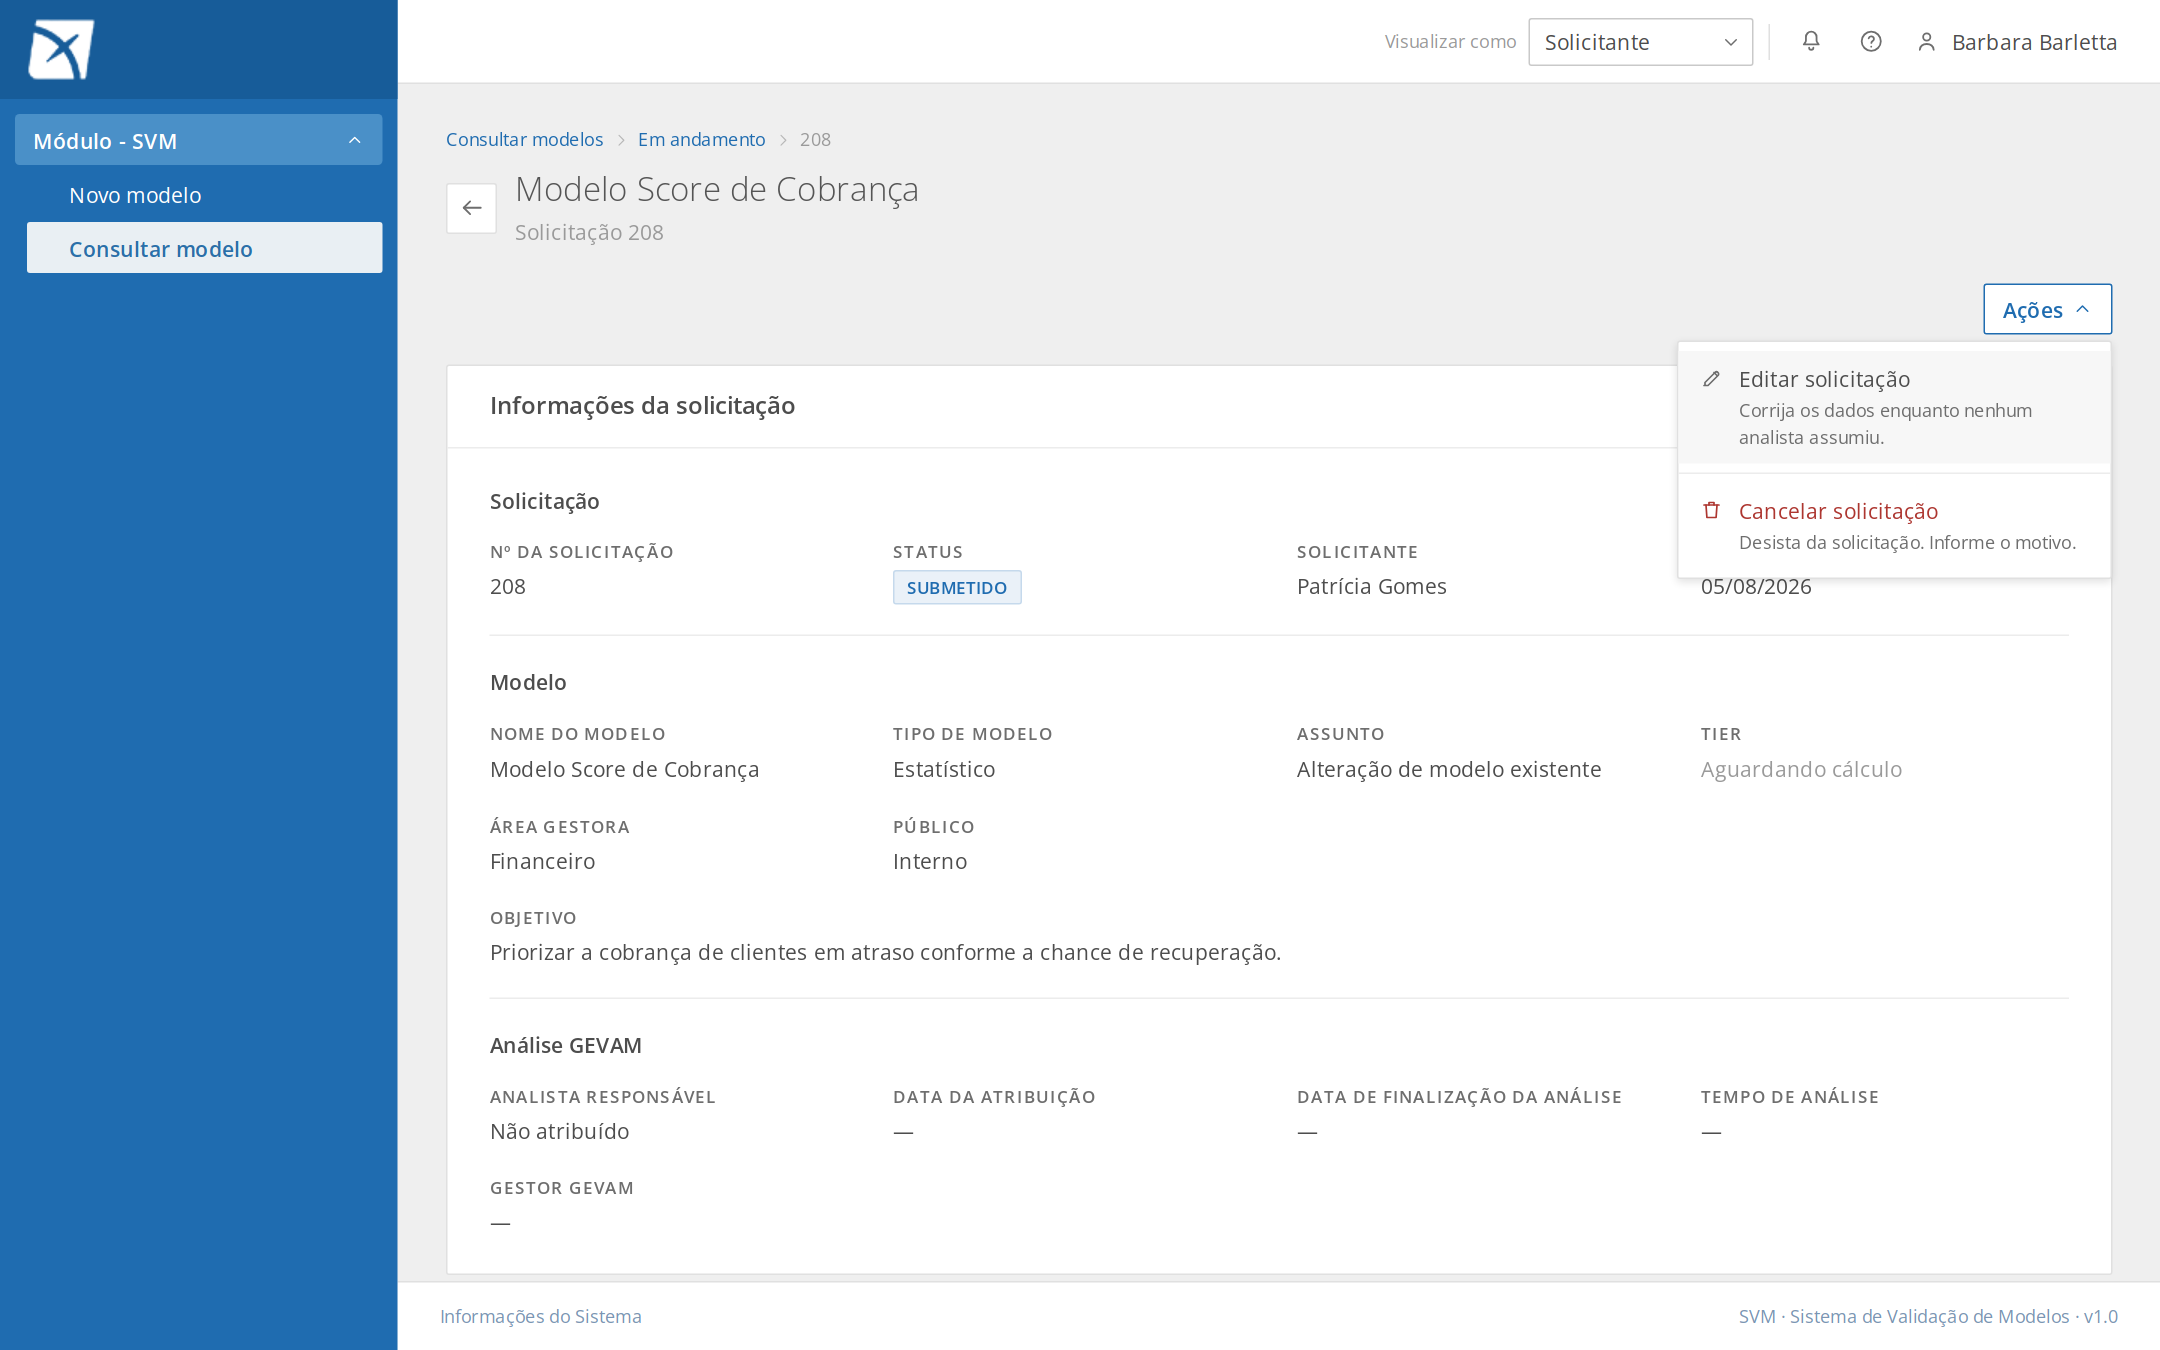 Visualizar como
Solicitante
Barbara Barletta
Módulo - SVM
Novo modelo
Consultar modelo
Consultar modelos
Em andamento
208
Modelo Score de Cobrança
Solicitação 208
Ações
Editar solicitação
Corrija os dados enquanto nenhum
analista assumiu.
Cancelar solicitação
Desista da solicitação. Informe o motivo.
Informações da solicitação
Solicitação
Nº DA SOLICITAÇÃO
STATUS
SOLICITANTE
208
SUBMETIDO
Patrícia Gomes
05/08/2026
Modelo
NOME DO MODELO
TIPO DE MODELO
ASSUNTO
TIER
Modelo Score de Cobrança
Estatístico
Alteração de modelo existente
Aguardando cálculo
ÁREA GESTORA
PÚBLICO
Financeiro
Interno
OBJETIVO
Priorizar a cobrança de clientes em atraso conforme a chance de recuperação.
Análise GEVAM
ANALISTA RESPONSÁVEL
DATA DA ATRIBUIÇÃO
DATA DE FINALIZAÇÃO DA ANÁLISE
TEMPO DE ANÁLISE
Não atribuído
—
—
—
GESTOR GEVAM
—
Informações do Sistema
SVM · Sistema de Validação de Modelos · v1.0